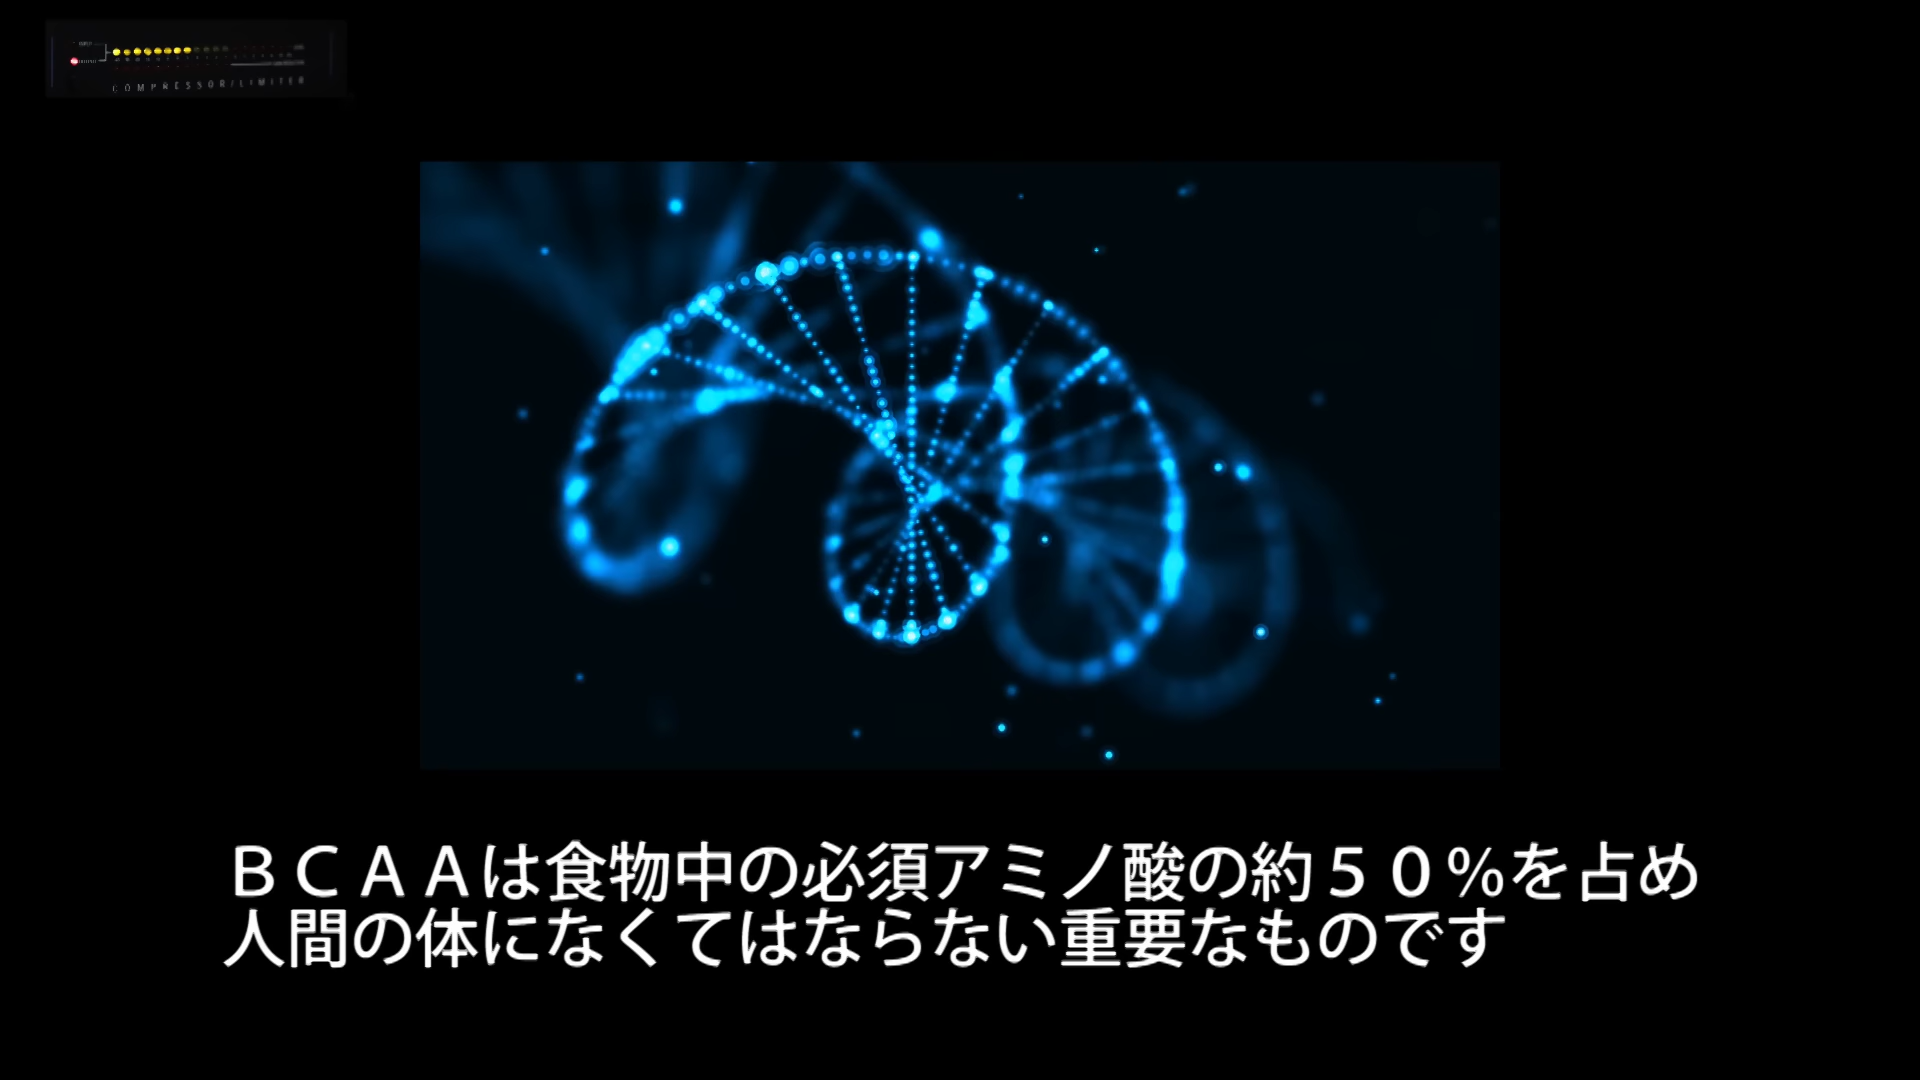 COMPRESSOR/LIMITER
ＢＣＡＡは食物中の必須アミノ酸の約５０％を占め
人間の体になくてはならない重要なものです